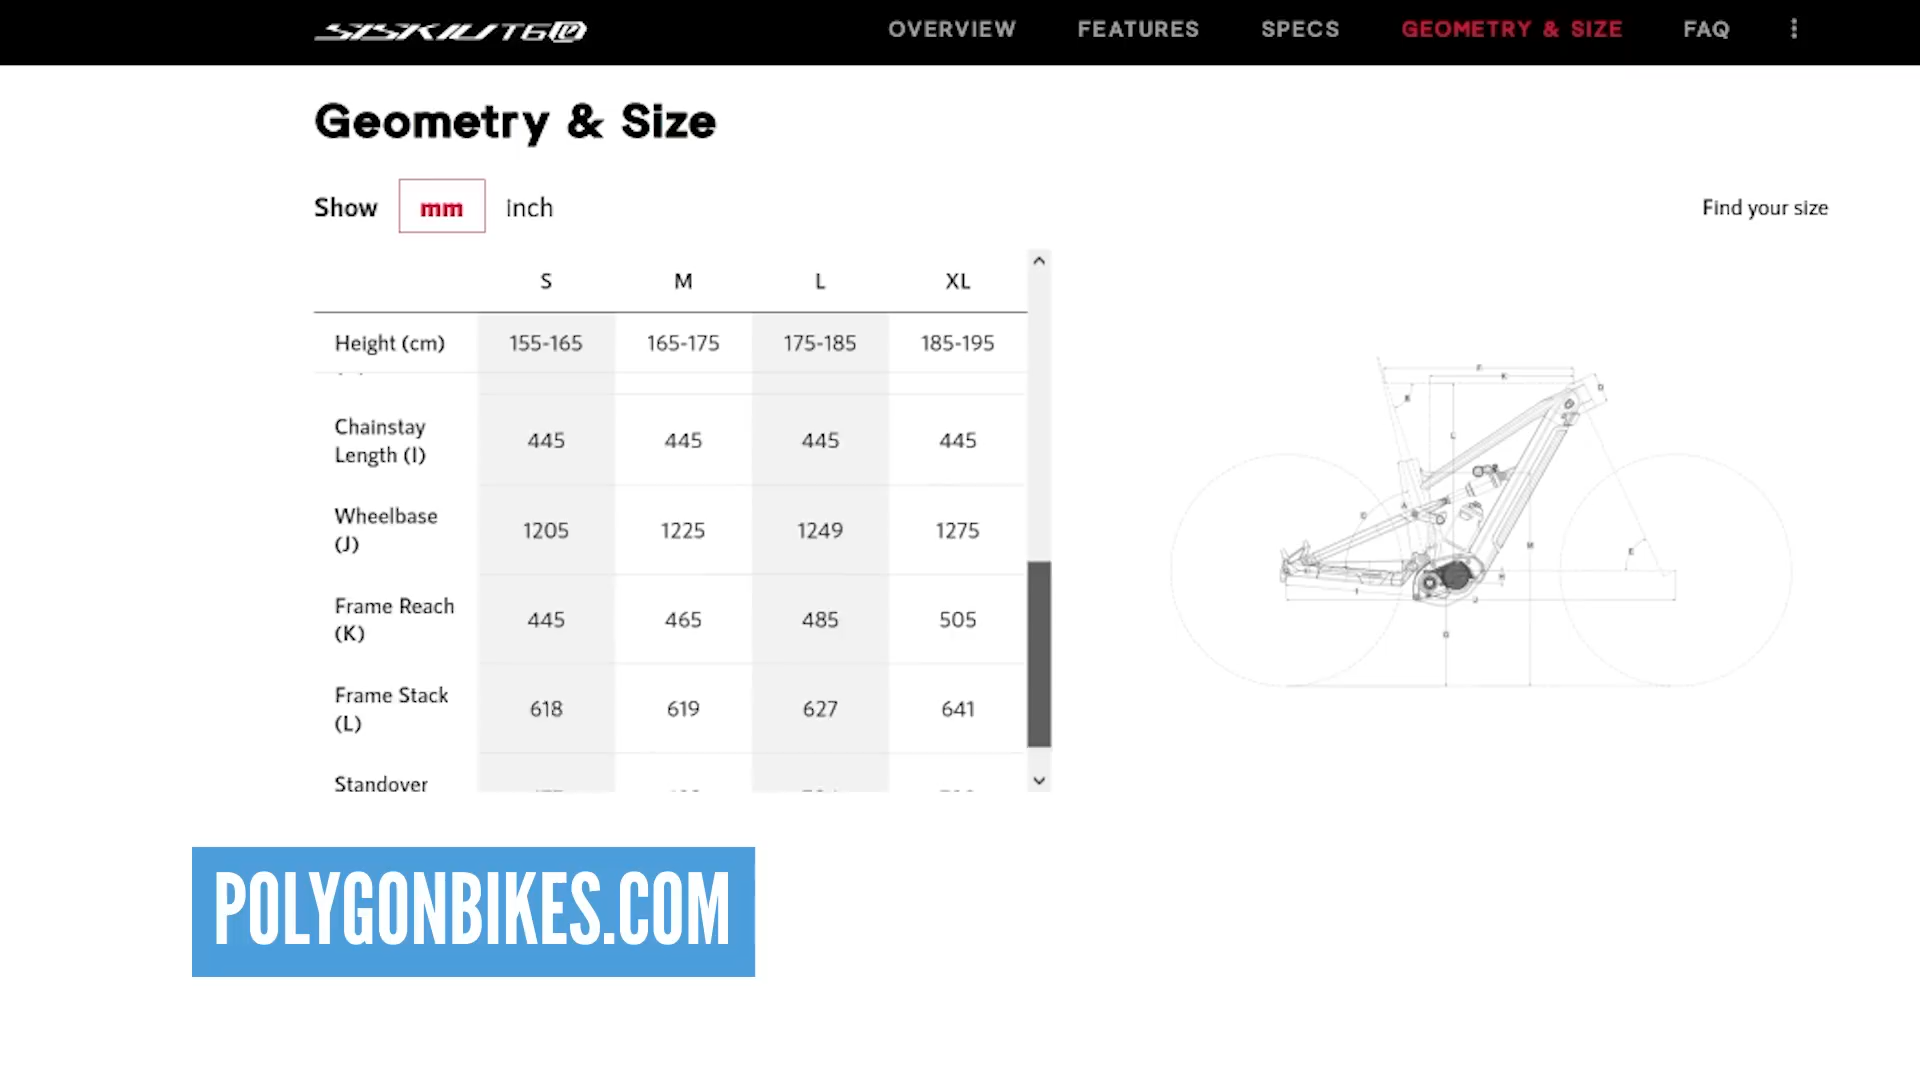 SISKIU T6
OVERVIEW FEATURES SPECS GEOMETRY & SIZE FAQ
Geometry & Size
Show mm inch
Find your size
S M L XL
Height (cm) 155-165 165-175 175-185 185-195
Chainstay
Length (I) 445 445 445 445
Wheelbase
(J) 1205 1225 1249 1275
Frame Reach
(K) 445 465 485 505
Frame Stack
(L) 618 619 627 641
Standover
POLYGONBIKES.COM